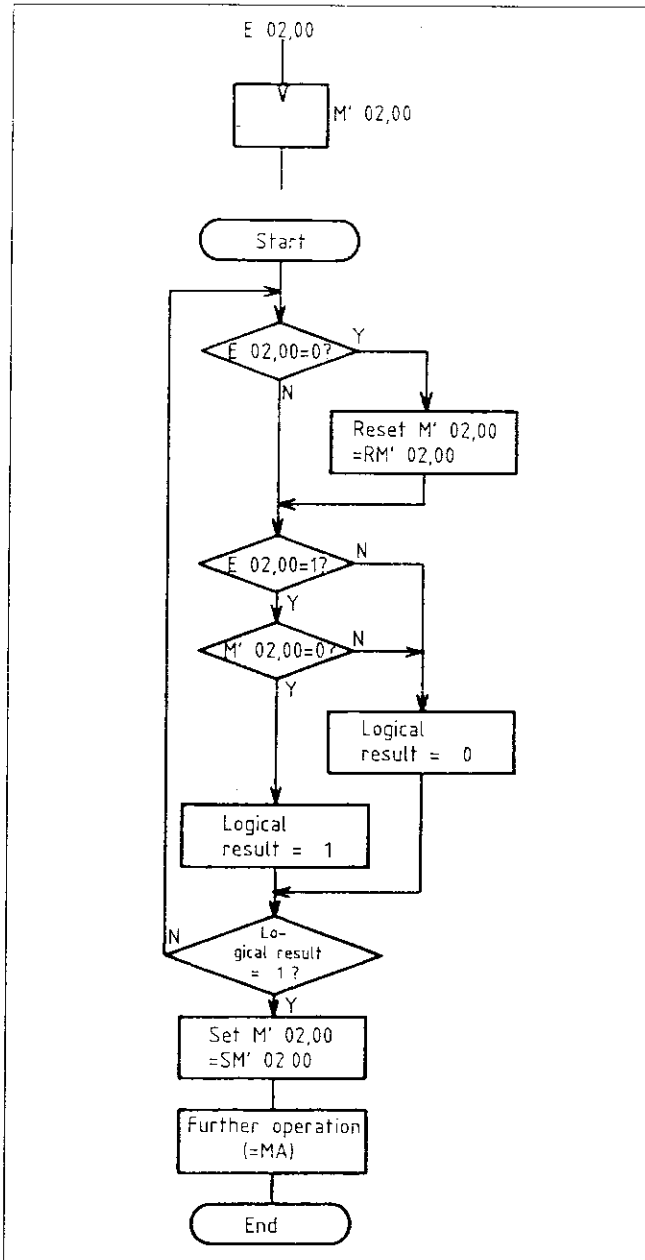 E 02,00
M' 02,00
Start
E 02,00=0?
Y
N
Reset M' 02,00
=RM' 02,00
E 02,00=1?
N
Y
M' 02,00=0?
N
Y
Logical
result = 0
Logical
result = 1
N
Lo-
gical result
= 1?
Y
Set M' 02,00
=SM' 02 00
Further operation
(=MA)
End